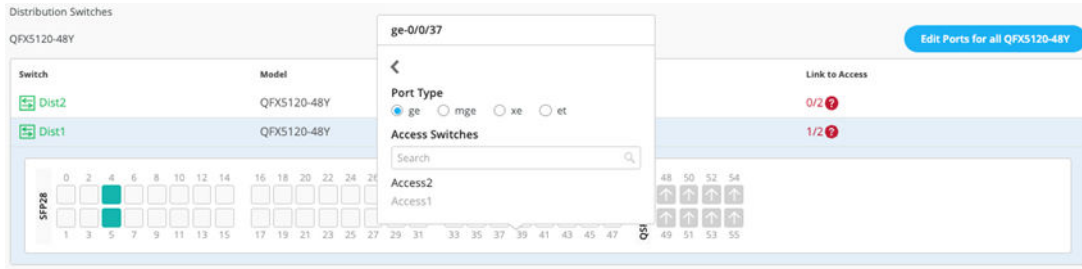 Distribution Switches
QFX5120-48Y
Edit Ports for all QFX5120-48Y
ge-0/0/37
Port Type
ge mge xe et
Access Switches
Search
Access2
Access1
Switch Model Link to Access
Dist2 QFX5120-48Y 0/2 ?
Dist1 QFX5120-48Y 1/2 ?
0 2 4 6 8 10 12 14 16 18 20 22 24 26 48 50 52 54
SFP28
1 3 5 7 9 11 13 15 17 19 21 23 25 27 29 31 33 35 37 39 41 43 45 47 49 51 53 55